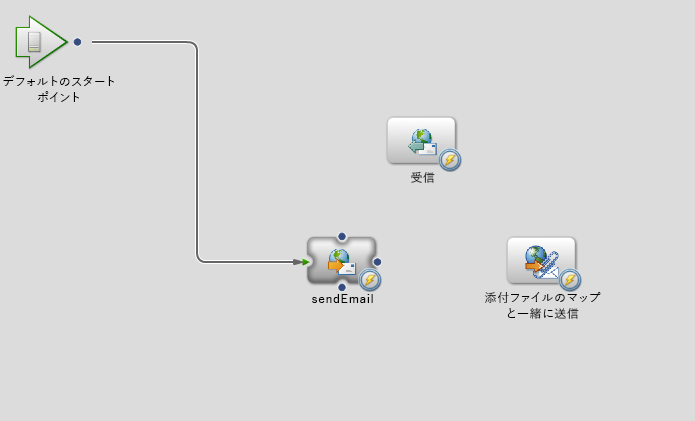 デフォルトのスタート
ポイント
受信
sendEmail
添付ファイルのマップ
と一緒に送信